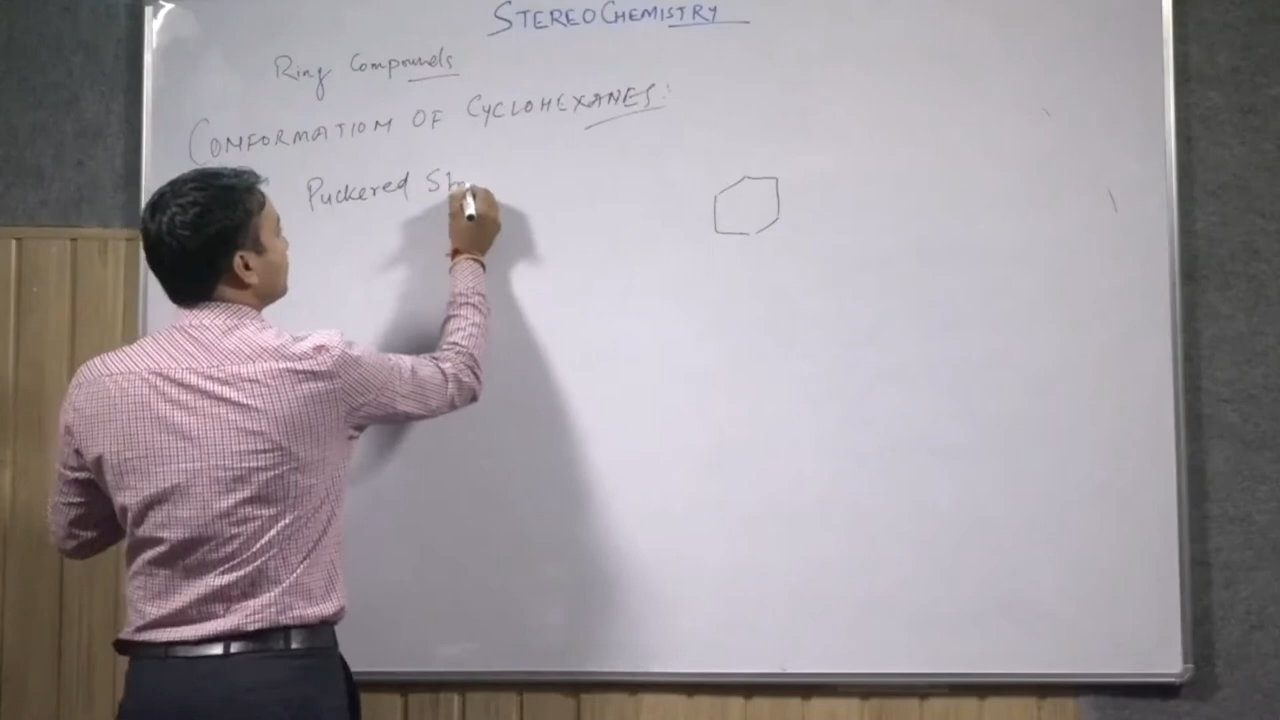 STEREOCHEMISTRY
Ring Compounds
CONFORMATION OF CYCLOHEXANES:
Puckered